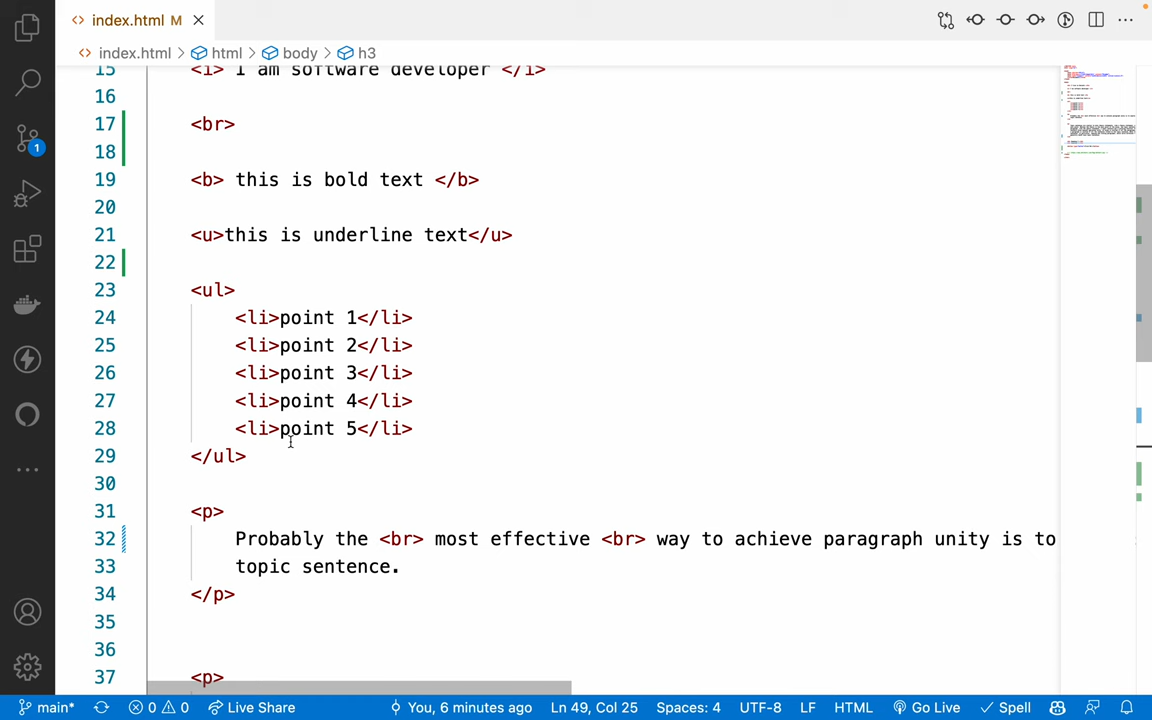 <> index.html M
<> index.html > html > body > h3
15 <i> I am software developer </i>
16
17 <br>
18
19 <b> this is bold text </b>
20
21 <u>this is underline text</u>
22
23 <ul>
24 <li>point 1</li>
25 <li>point 2</li>
26 <li>point 3</li>
27 <li>point 4</li>
28 <li>point 5</li>
29 </ul>
30
31 <p>
32 Probably the <br> most effective <br> way to achieve paragraph unity is to
33 topic sentence.
34 </p>
35
36
37 <p>
1
main* 0 0 Live Share You, 6 minutes ago Ln 49, Col 25 Spaces: 4 UTF-8 LF HTML Go Live Spell